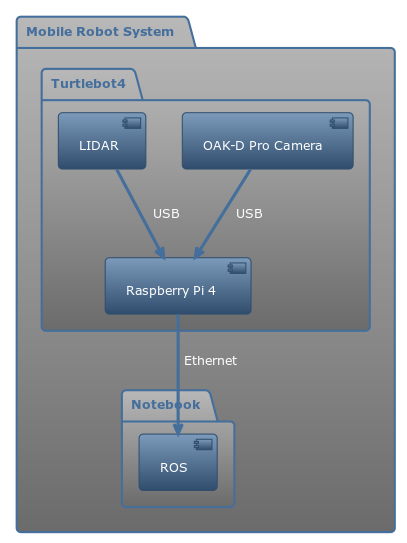 Mobile Robot System
Turtlebot4
LIDAR
OAK-D Pro Camera
USB
USB
Raspberry Pi 4
Ethernet
Notebook
ROS